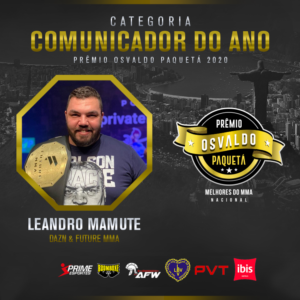 CATEGORIA
COMUNICADOR DO ANO
PRÊMIO OSVALDO PAQUETÁ 2020
PRÊMIO
OSVALDO
PAQUETÁ
MELHORES DO MMA
NACIONAL
LEANDRO MAMUTE
DAZN & FUTURE MMA
PRIME
ESPORTES
AFW
PVT
ibis